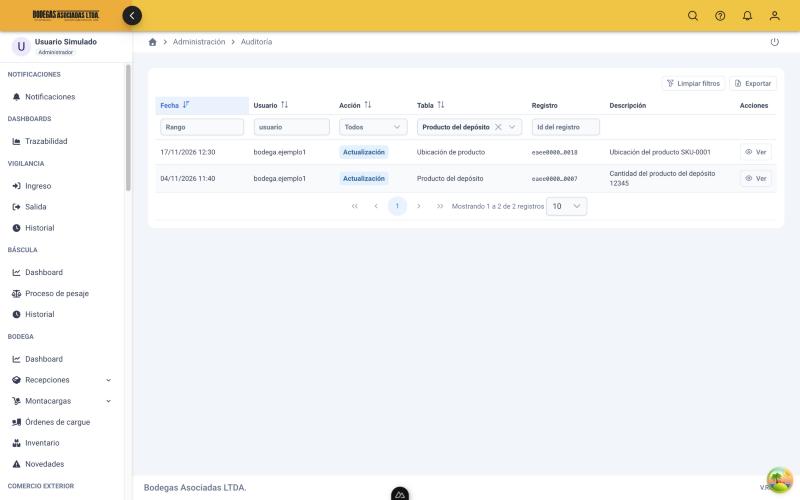 BODEGAS ASOCIADAS LTDA.
U
Usuario Simulado
Administrador
Administración
Auditoría
NOTIFICACIONES
Notificaciones
DASHBOARDS
Trazabilidad
VIGILANCIA
Ingreso
Salida
Historial
BÁSCULA
Dashboard
Proceso de pesaje
Historial
BODEGA
Dashboard
Recepciones
Montacargas
Órdenes de cargue
Inventario
Novedades
COMERCIO EXTERIOR
Limpiar filtros
Exportar
Fecha Usuario Acción Tabla Registro Descripción Acciones
Rango usuario Todos Producto del depósito Id del registro
17/11/2026 12:30 bodega.ejemplo1 Actualización Ubicación de producto eaee0000…0018 Ubicación del producto SKU-0001 Ver
04/11/2026 11:40 bodega.ejemplo1 Actualización Producto del depósito eaee0000…0007 Cantidad del producto del depósito
12345 Ver
1 Mostrando 1 a 2 de 2 registros 10
Bodegas Asociadas LTDA.